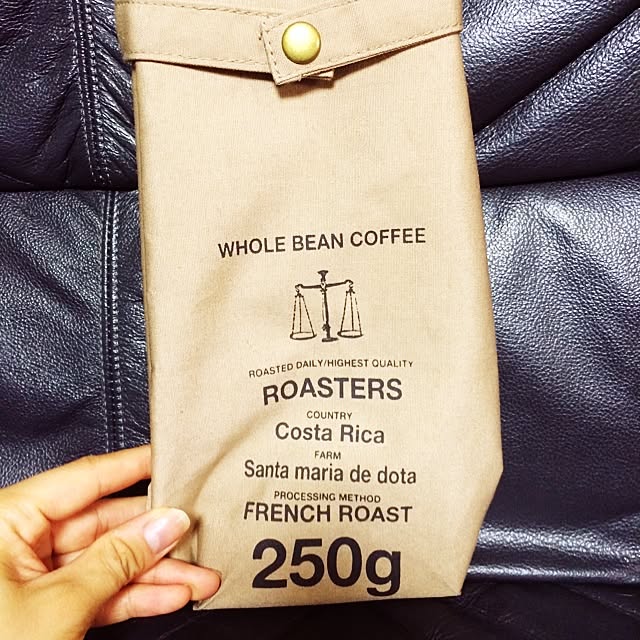 WHOLE BEAN COFFEE
ROASTED DAILY/HIGHEST QUALITY
ROASTERS
COUNTRY
Costa Rica
FARM
Santa maria de dota
PROCESSING METHOD
FRENCH ROAST
250g